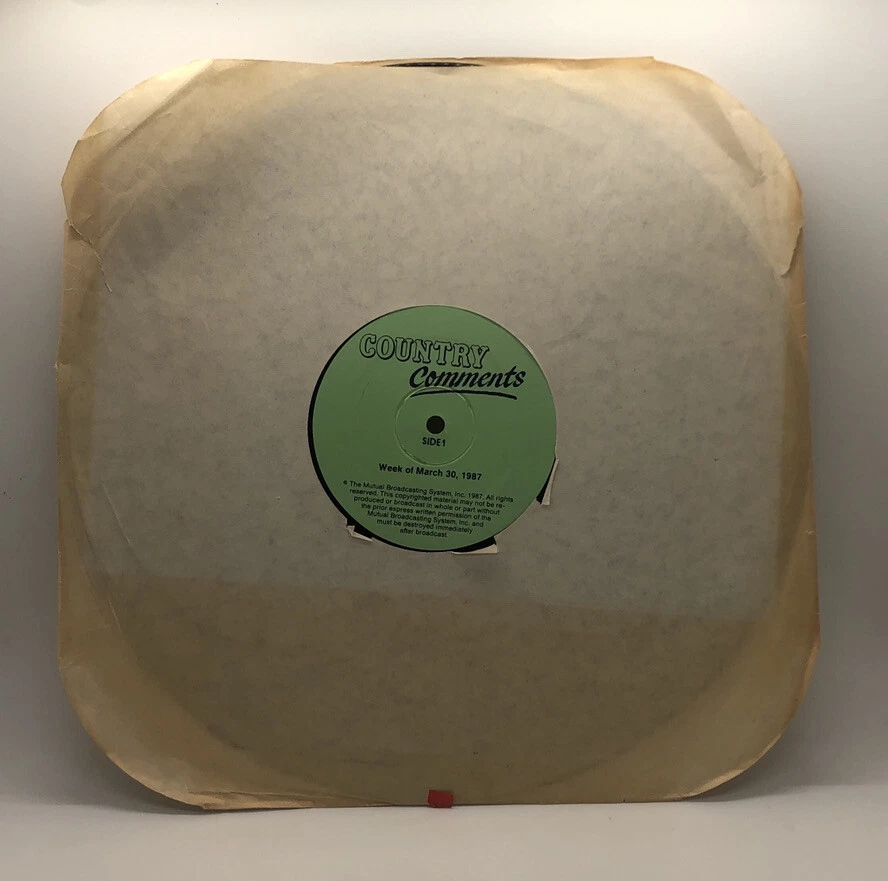 COUNTRY
Comments
SIDE 1
Week of March 30, 1987
© The Mutual Broadcasting System, Inc. 1987. All rights
reserved. This copyrighted material may not be re-
produced or broadcast in whole or part without
the prior express written permission of the
Mutual Broadcasting System, Inc. and
must be destroyed immediately
after broadcast.